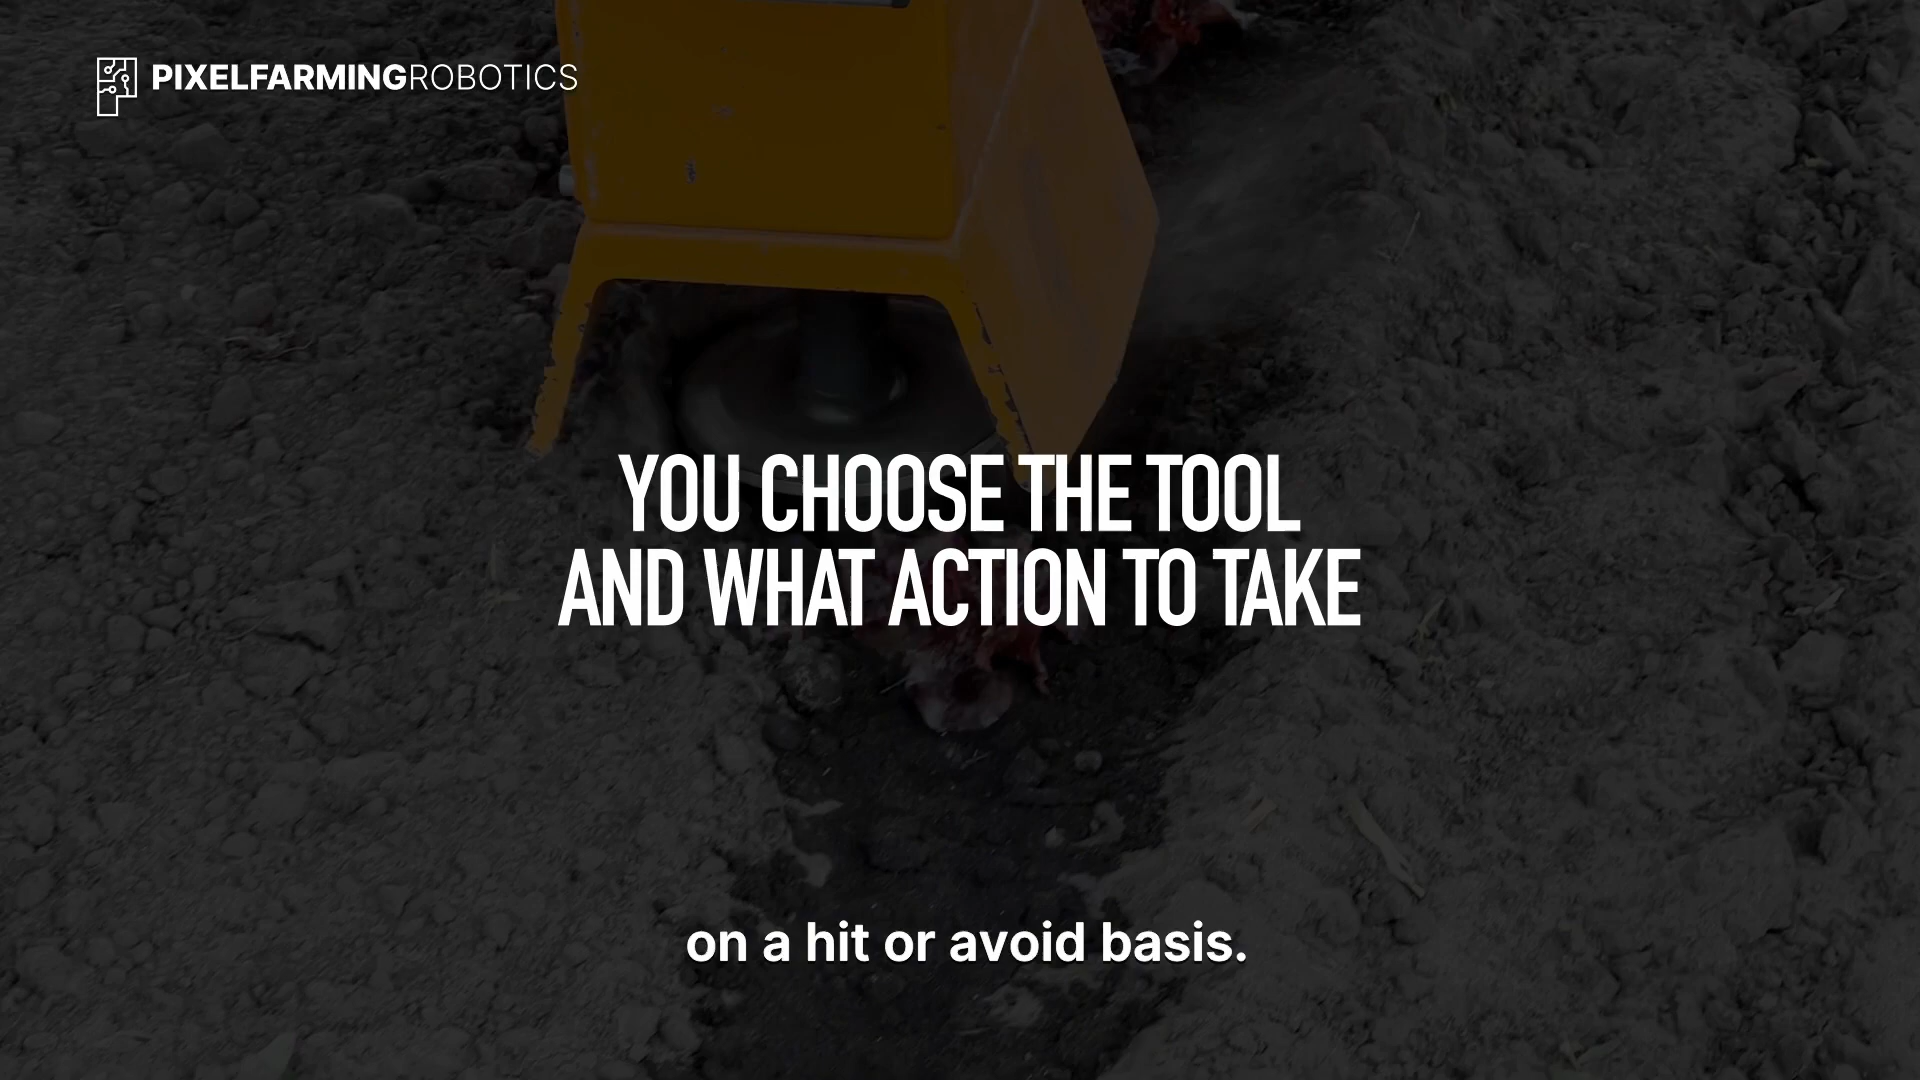 PIXELFARMINGROBOTICS
YOU CHOOSE THE TOOL
AND WHAT ACTION TO TAKE
on a hit or avoid basis.